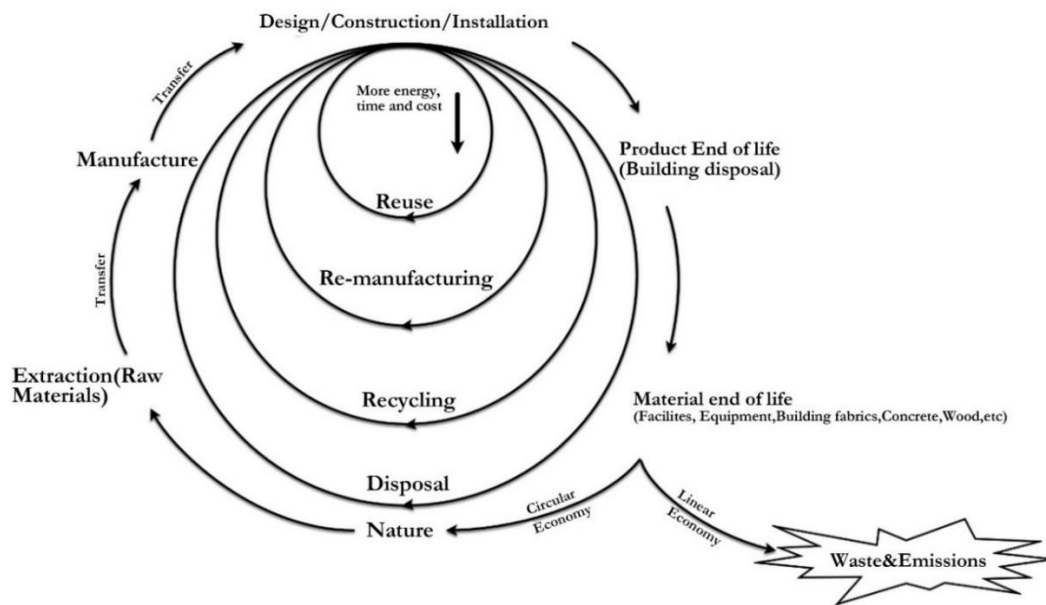 Design/Construction/Installation
Transfer
More energy,
time and cost
Manufacture
Product End of life
(Building disposal)
Reuse
Transfer
Re-manufacturing
Extraction(Raw
Materials)
Recycling
Material end of life
(Facilites, Equipment,Building fabrics,Concrete,Wood,etc)
Disposal
Circular
Economy
Linear
Economy
Nature
Waste&Emissions